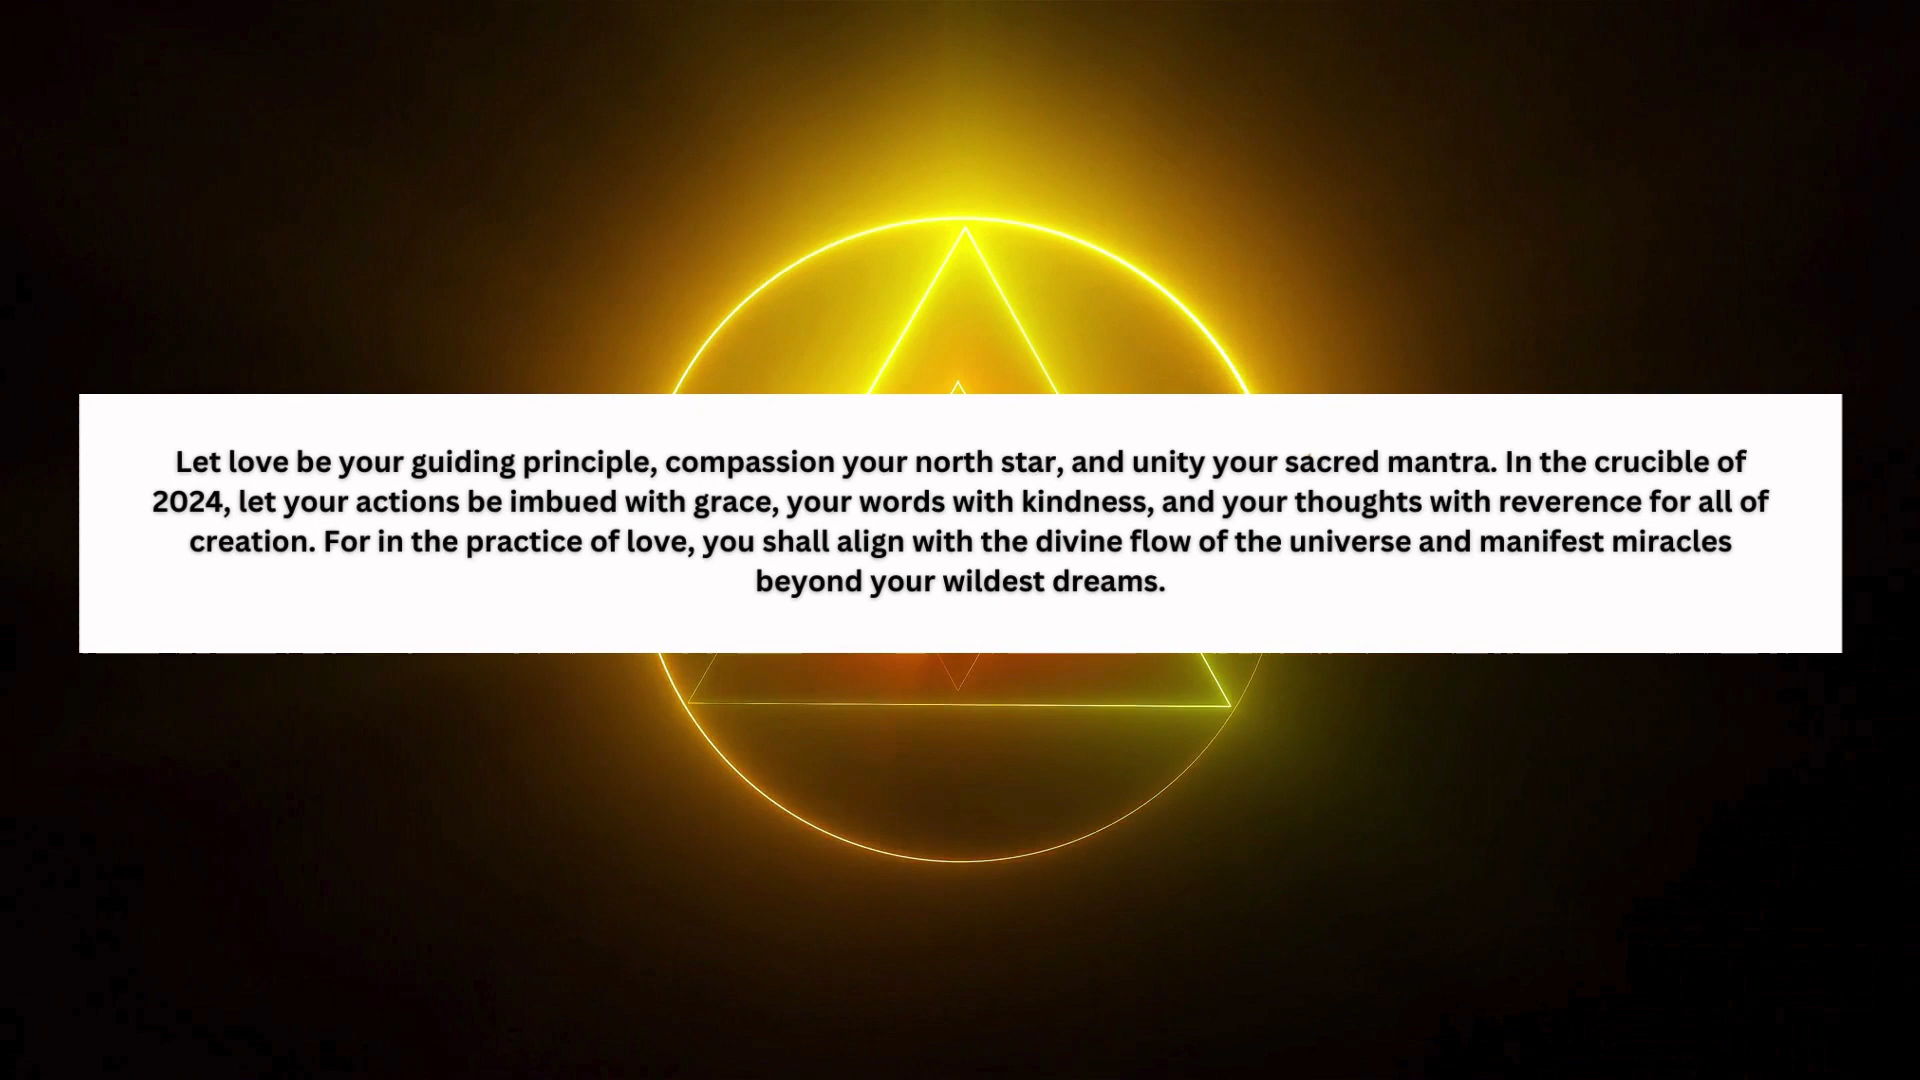 Let love be your guiding principle, compassion your north star, and unity your sacred mantra. In the crucible of
2024, let your actions be imbued with grace, your words with kindness, and your thoughts with reverence for all of
creation. For in the practice of love, you shall align with the divine flow of the universe and manifest miracles
beyond your wildest dreams.